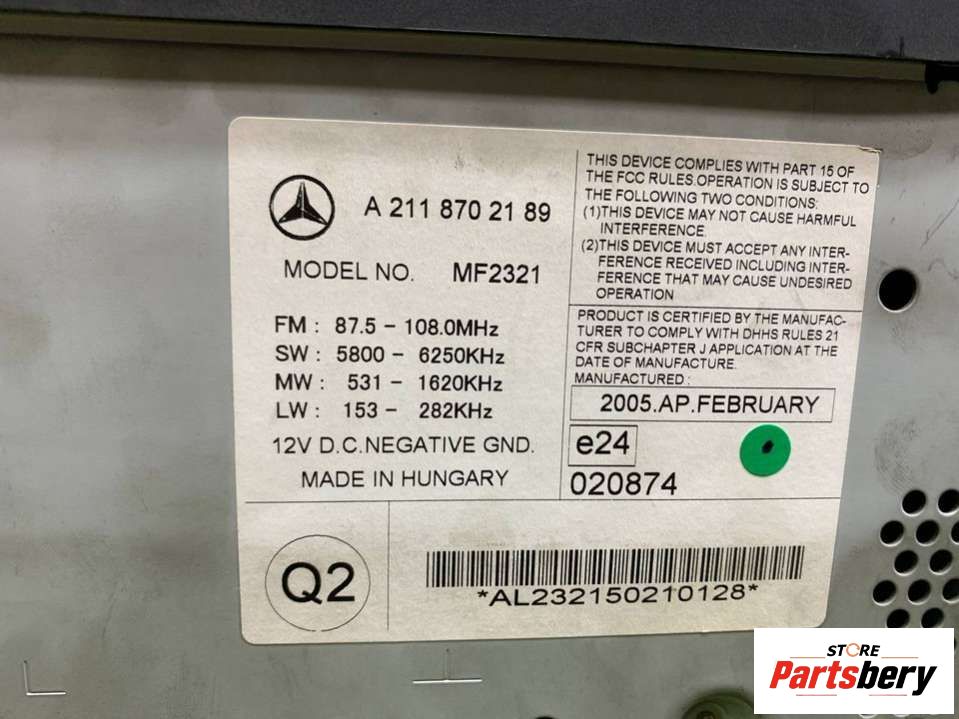 A 211 870 21 89
MODEL NO. MF2321
FM : 87.5 - 108.0MHz
SW : 5800 - 6250KHz
MW : 531 - 1620KHz
LW : 153 - 282KHz
12V D.C.NEGATIVE GND.
MADE IN HUNGARY
THIS DEVICE COMPLIES WITH PART 15 OF
THE FCC RULES.OPERATION IS SUBJECT TO
THE FOLLOWING TWO CONDITIONS:
(1)THIS DEVICE MAY NOT CAUSE HARMFUL
INTERFERENCE.
(2)THIS DEVICE MUST ACCEPT ANY INTER-
FERENCE RECEIVED INCLUDING INTER-
FERENCE THAT MAY CAUSE UNDESIRED
OPERATION
PRODUCT IS CERTIFIED BY THE MANUFAC-
TURER TO COMPLY WITH DHHS RULES 21
CFR SUBCHAPTER J APPLICATION AT THE
DATE OF MANUFACTURE.
MANUFACTURED :
2005.AP.FEBRUARY
e24
020874
Q2
*AL232150210128*
STORE
Partsbery